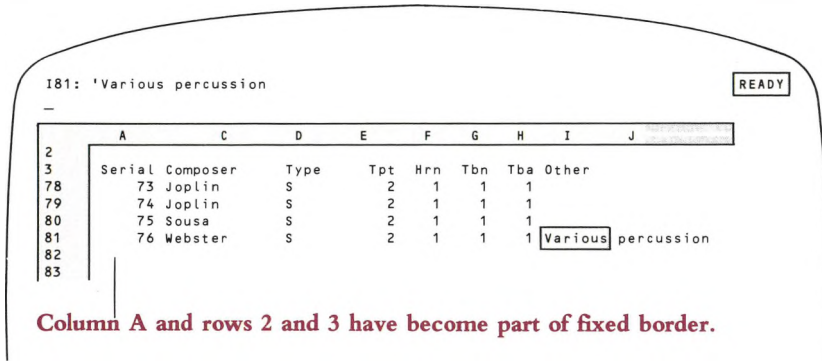 I81: 'Various percussion READY
_
A C D E F G H I J
2
3 Serial Composer Type Tpt Hrn Tbn Tba Other
78 73 Joplin S 2 1 1 1
79 74 Joplin S 2 1 1 1
80 75 Sousa S 2 1 1 1
81 76 Webster S 2 1 1 1 Various percussion
82
83
Column A and rows 2 and 3 have become part of fixed border.